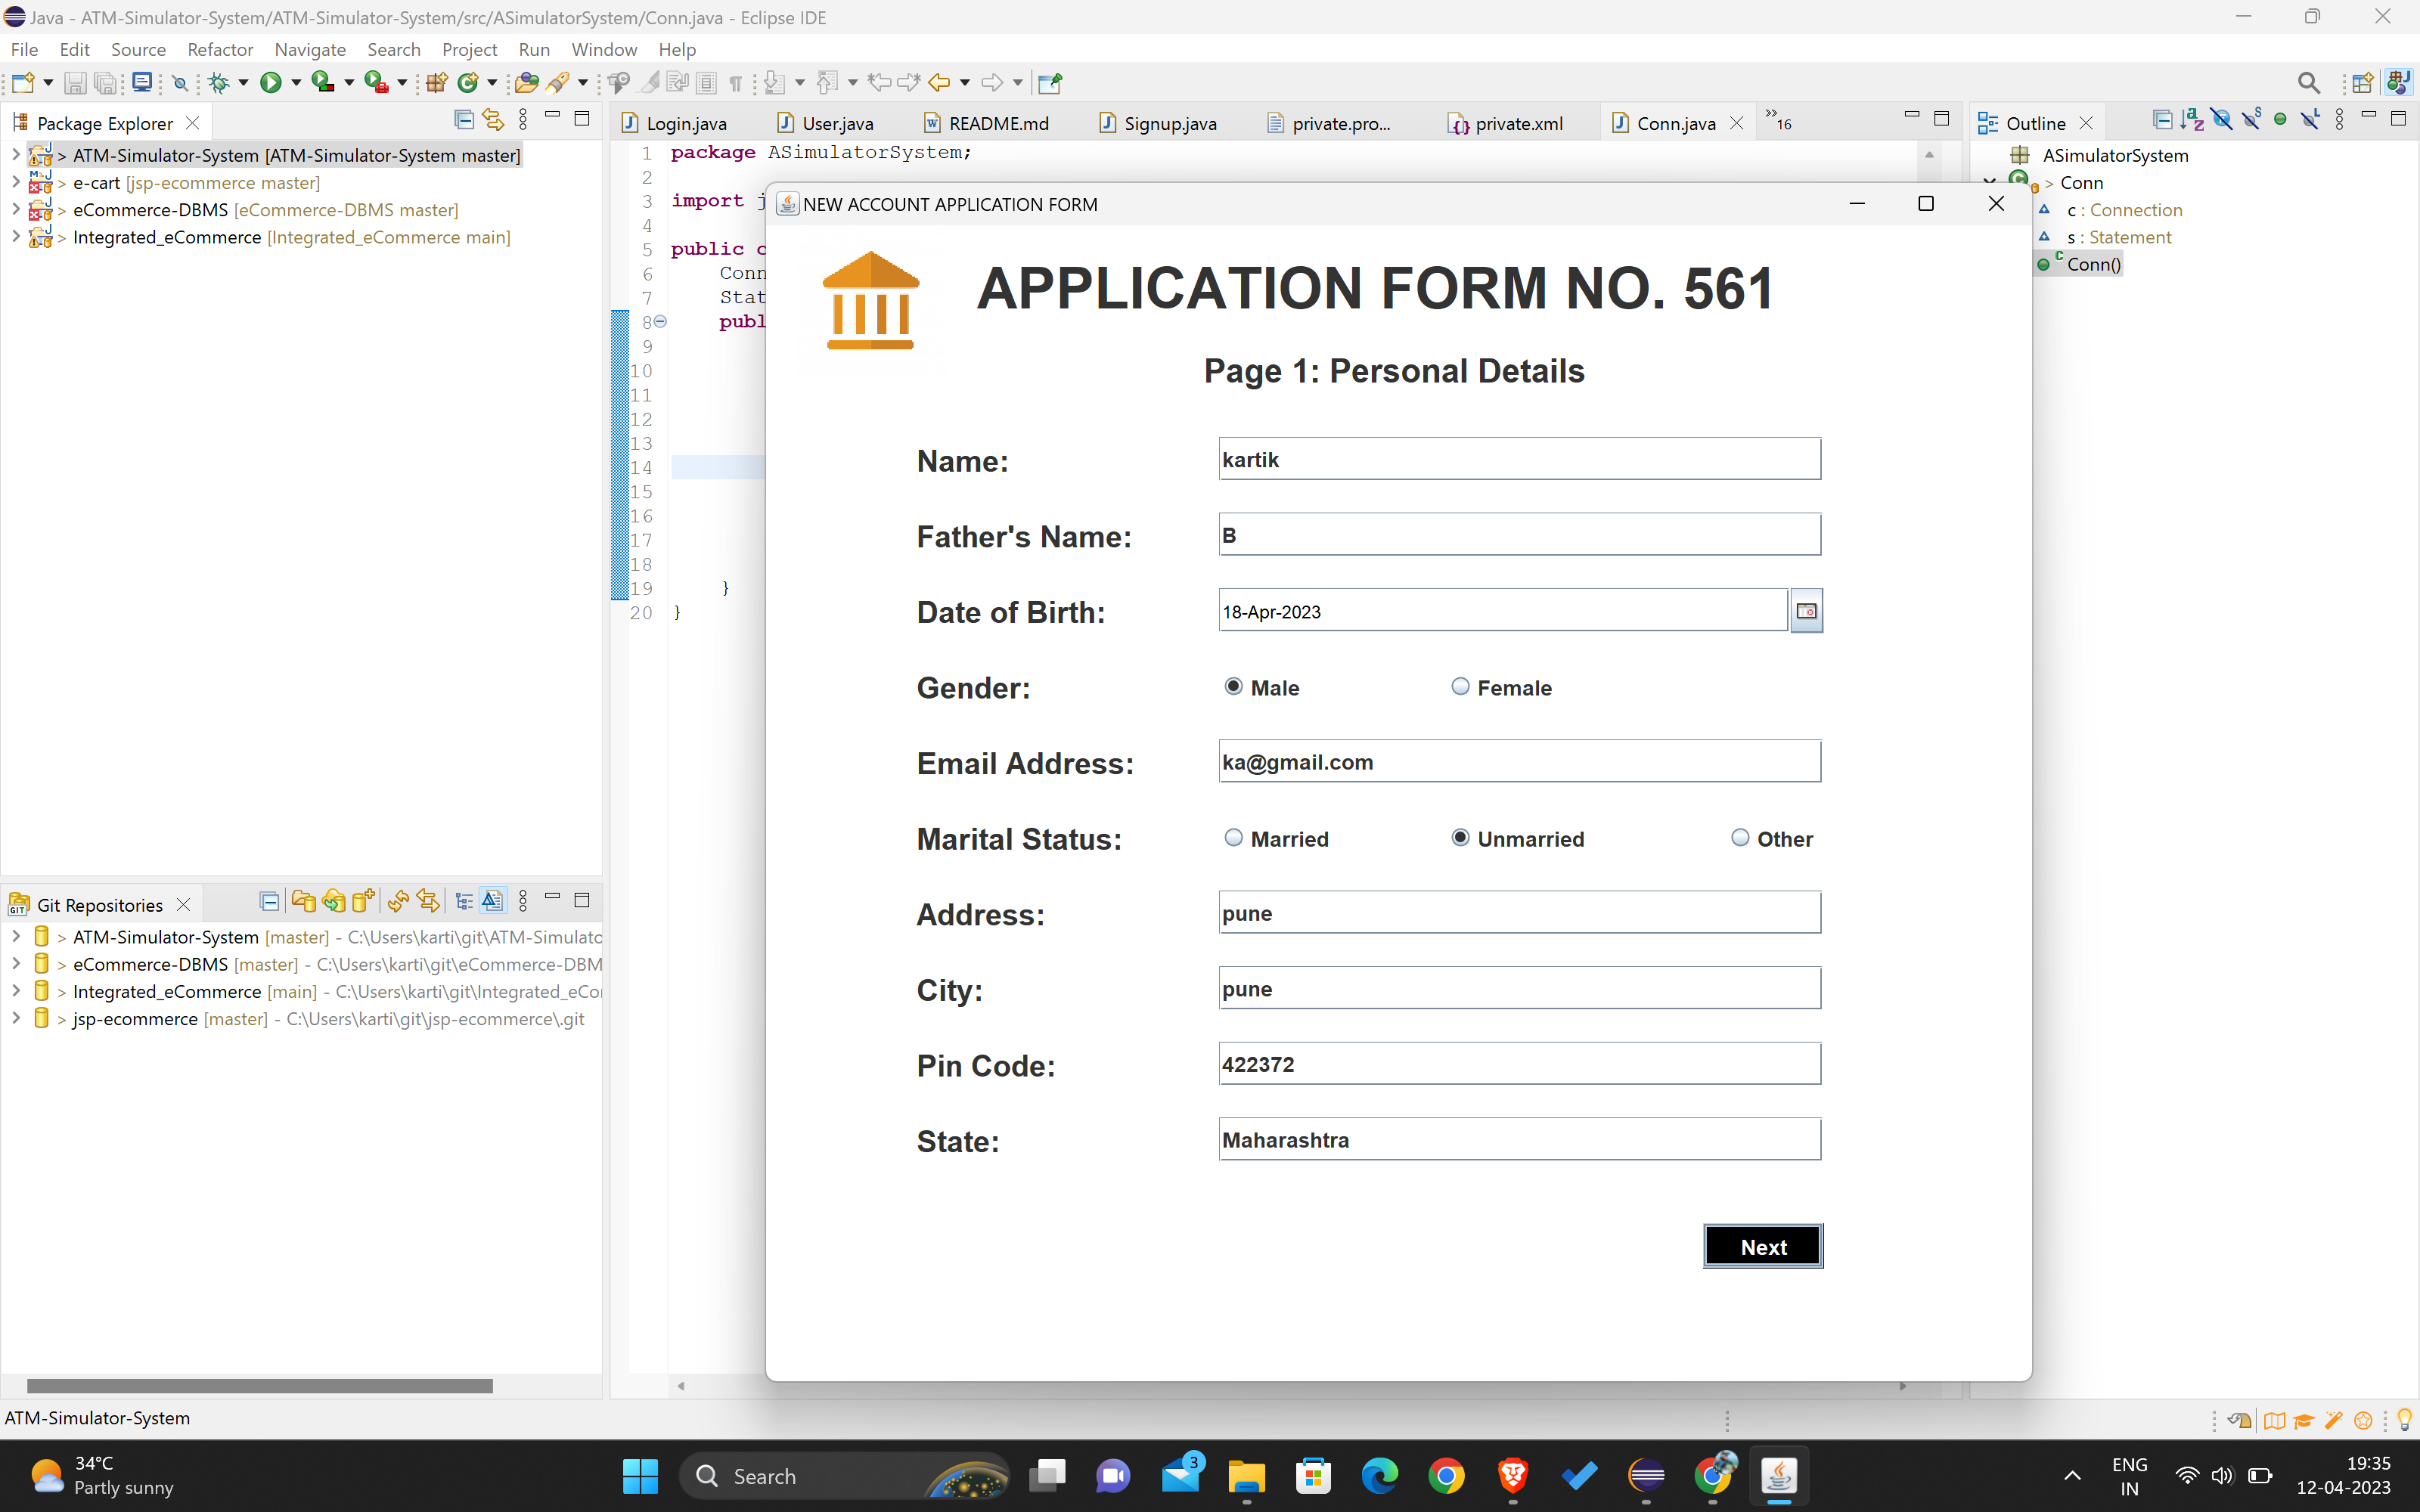 Java - ATM-Simulator-System/ATM-Simulator-System/src/ASimulatorSystem/Conn.java - Eclipse IDE
File Edit Source Refactor Navigate Search Project Run Window Help
Package Explorer
> ATM-Simulator-System [ATM-Simulator-System master]
> e-cart [jsp-ecommerce master]
> eCommerce-DBMS [eCommerce-DBMS master]
> Integrated_eCommerce [Integrated_eCommerce main]
Git Repositories
> ATM-Simulator-System [master] - C:\Users\karti\git\ATM-Simulatc
> eCommerce-DBMS [master] - C:\Users\karti\git\eCommerce-DBM
> Integrated_eCommerce [main] - C:\Users\karti\git\Integrated_eCo
> jsp-ecommerce [master] - C:\Users\karti\git\jsp-ecommerce\.git
Login.java User.java README.md Signup.java private.pro... private.xml Conn.java »16
1 package ASimulatorSystem;
2
3 import j
4
5 public c
6 Conn
7 Stat
8 publ
9
10
11
12
13
14
15
16
17
18
19 }
20 }
NEW ACCOUNT APPLICATION FORM
APPLICATION FORM NO. 561
Page 1: Personal Details
Name: kartik
Father's Name: B
Date of Birth: 18-Apr-2023
Gender: Male Female
Email Address: ka@gmail.com
Marital Status: Married Unmarried Other
Address: pune
City: pune
Pin Code: 422372
State: Maharashtra
Next
Outline
ASimulatorSystem
> Conn
c : Connection
s : Statement
Conn()
ATM-Simulator-System
34°C
Partly sunny
Search
3
ENG
IN
19:35
12-04-2023